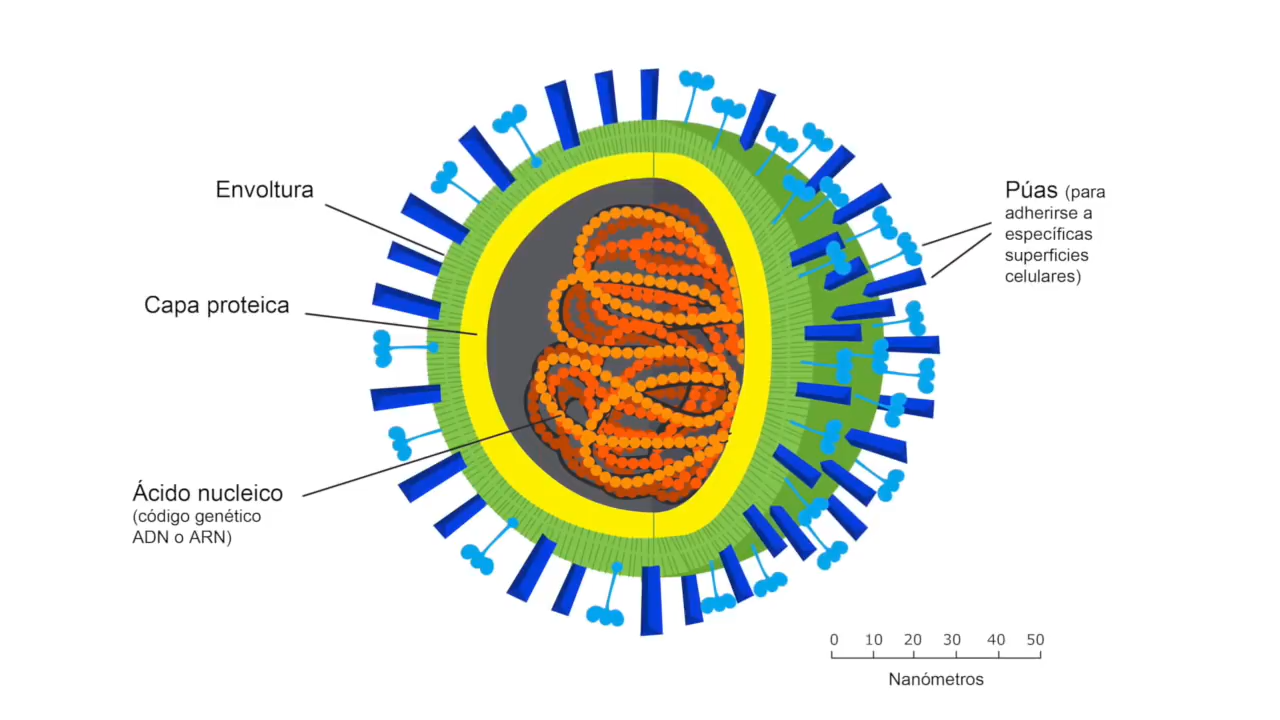 Envoltura
Capa proteica
Ácido nucleico
(código genético
ADN o ARN)
Púas (para
adherirse a
específicas
superficies
celulares)
0 10 20 30 40 50
Nanómetros